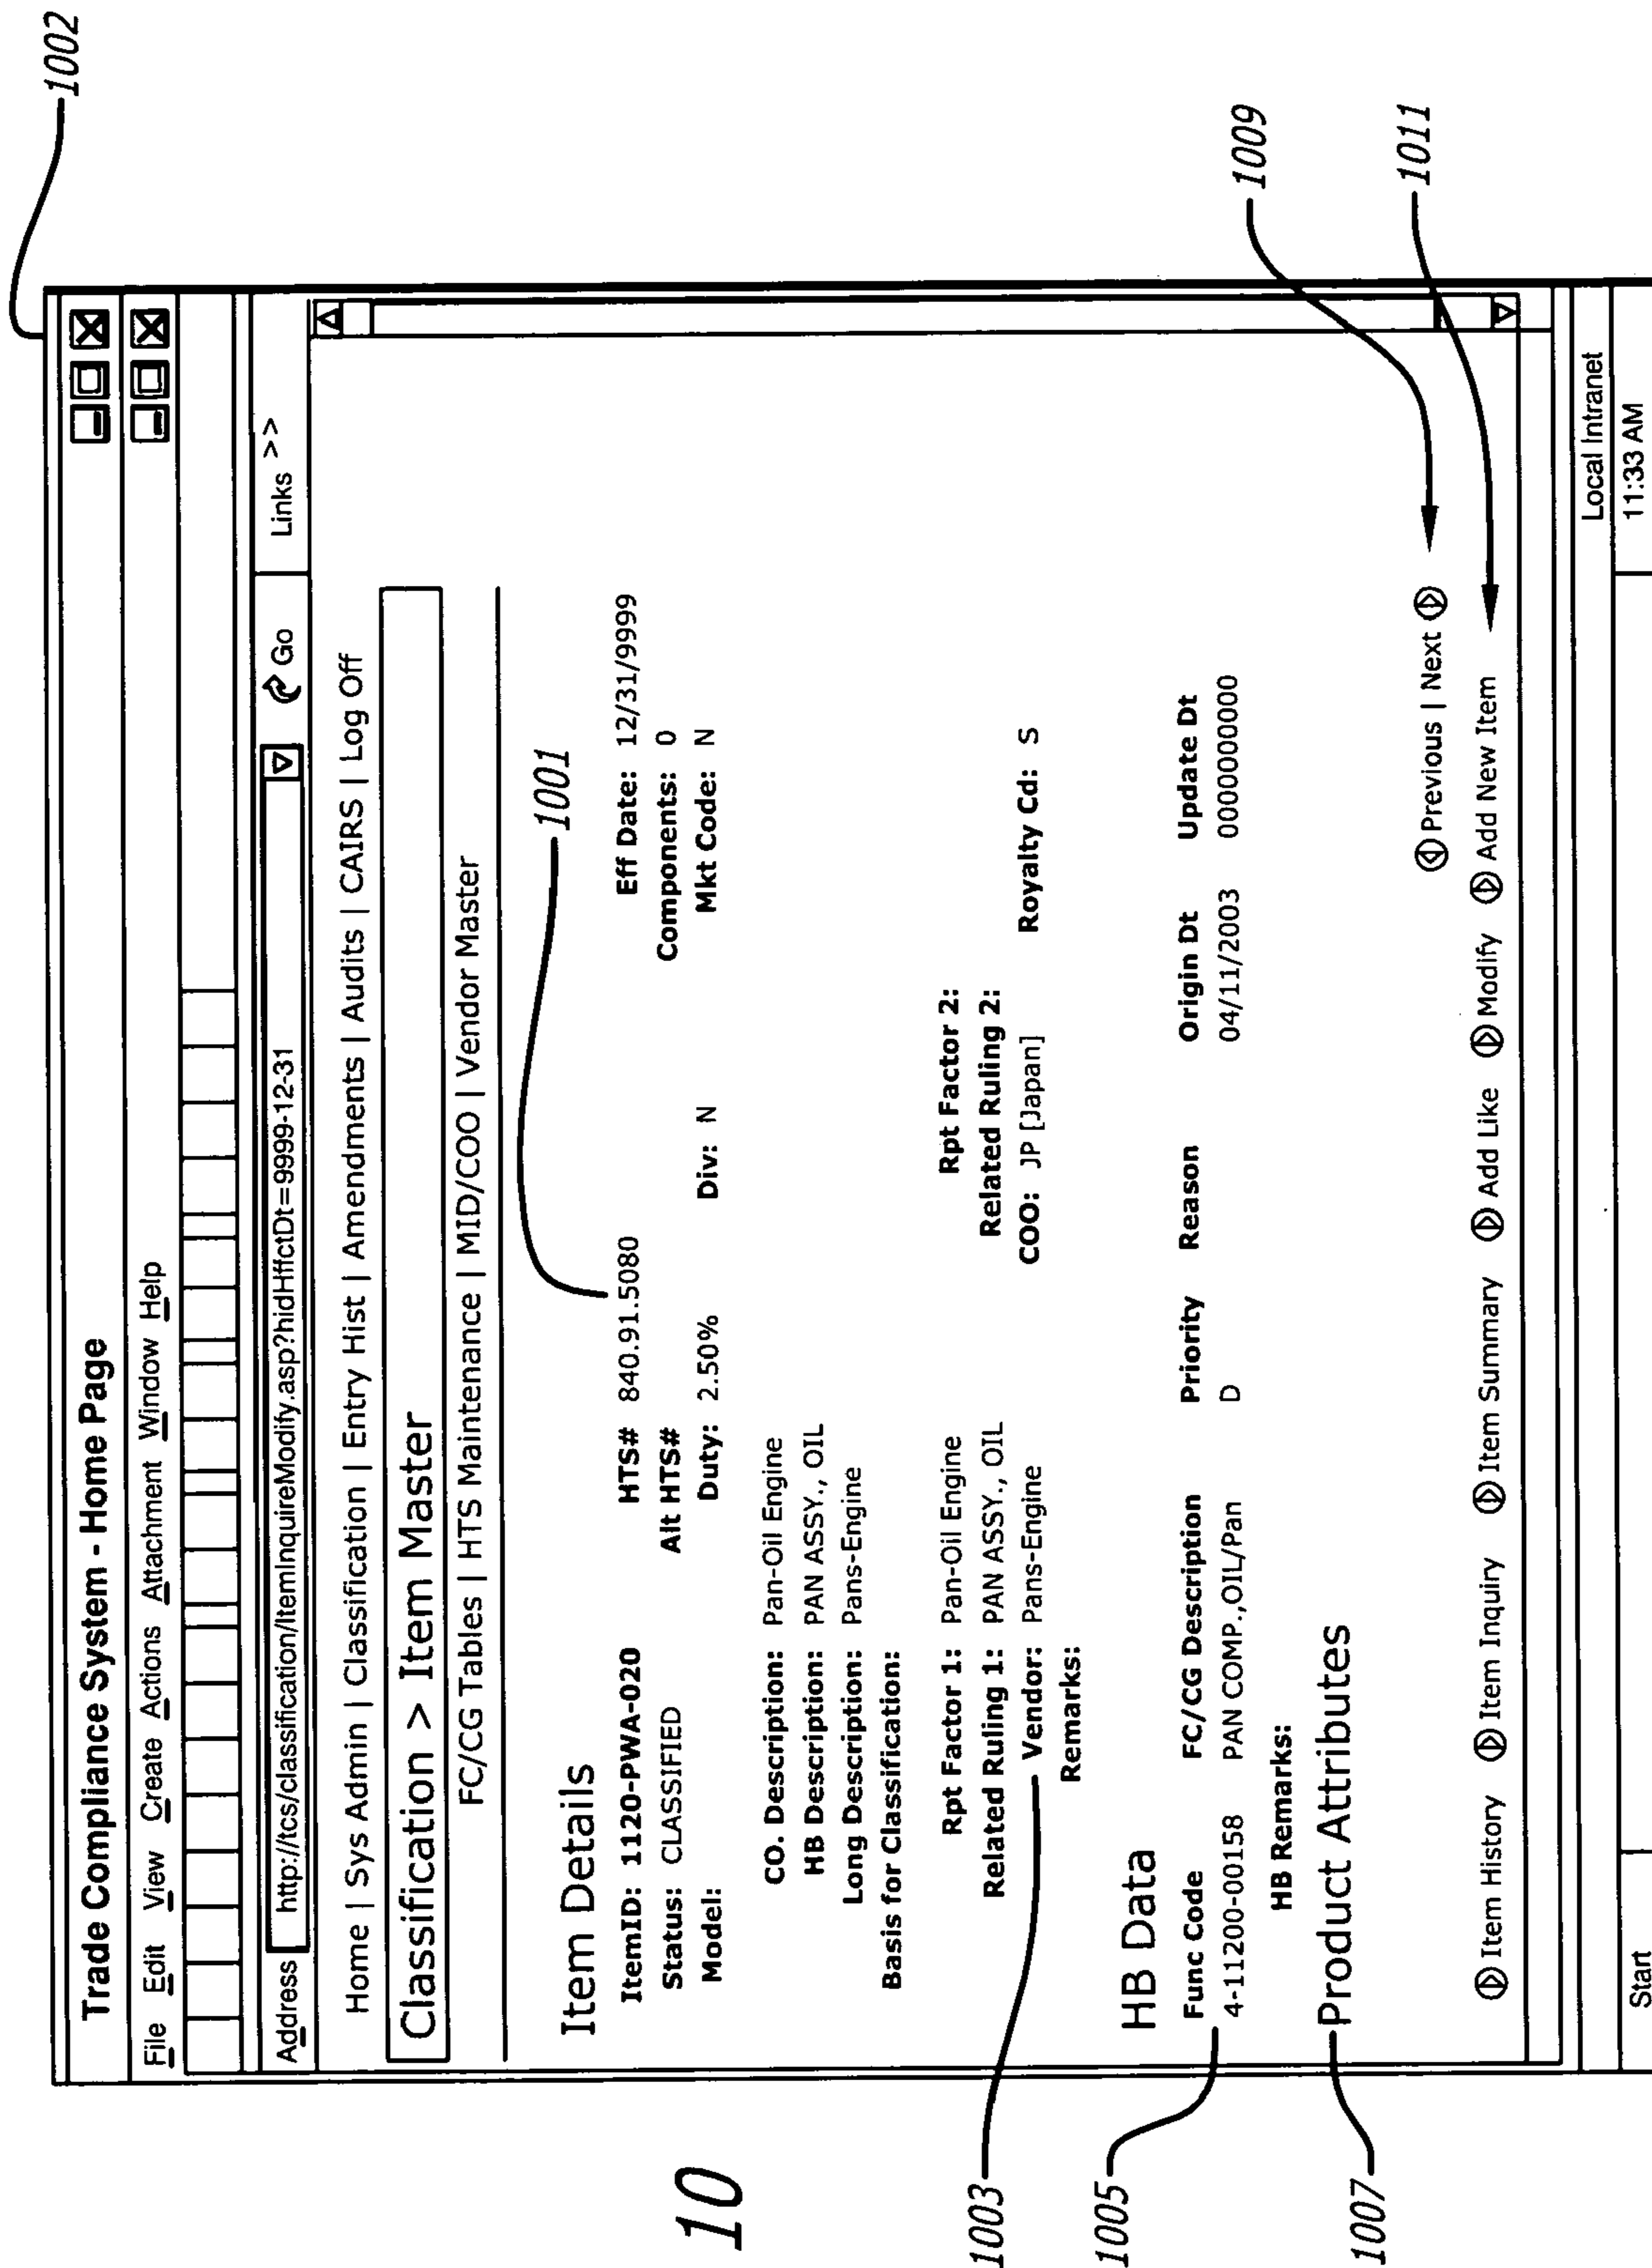 1002
Trade Compliance System - Home Page
File Edit View Create Actions Attachment Window Help
Address http://tcs/classification/ItemInquireModify.asp?hidHffctDt=9999-12-31 Go Links >>
Home | Sys Admin | Classification | Entry Hist | Amendments | Audits | CAIRS | Log Off
Classification > Item Master
FC/CG Tables | HTS Maintenance | MID/COO | Vendor Master
1001
Item Details
ItemID: 1120-PWA-020 HTS# 840.91.5080 Eff Date: 12/31/9999
Status: CLASSIFIED Alt HTS# Components: 0
Model: Duty: 2.50% Div: N Mkt Code: N
CO. Description: Pan-Oil Engine
HB Description: PAN ASSY., OIL
Long Description: Pans-Engine
Basis for Classification:
10
Rpt Factor 1: Pan-Oil Engine Rpt Factor 2:
Related Ruling 1: PAN ASSY., OIL Related Ruling 2:
1003
Vendor: Pans-Engine COO: JP [Japan] Royalty Cd: S
Remarks:
HB Data
1005
Func Code FC/CG Description Priority Reason Origin Dt Update Dt
4-11200-00158 PAN COMP.,OIL/Pan D 04/11/2003 0000000000
HB Remarks:
1007
Product Attributes
1009
Previous | Next
1011
Item History Item Inquiry Item Summary Add Like Modify Add New Item
Local Intranet
Start 11:33 AM